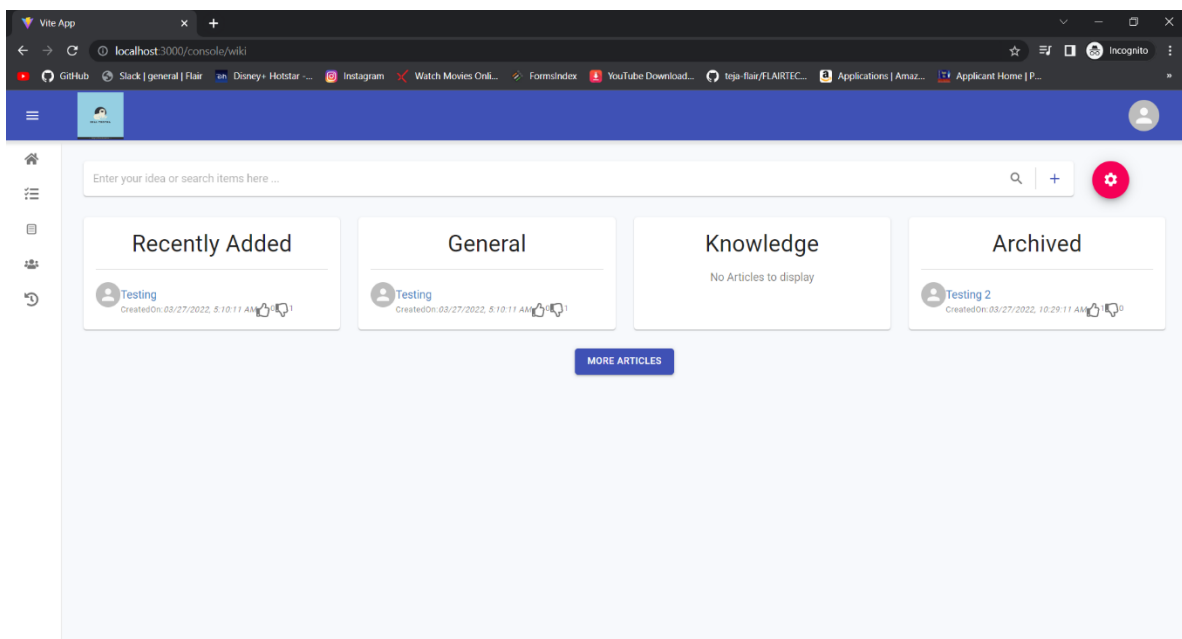 Vite App
localhost:3000/console/wiki
Incognito
GitHub Slack | general | Flair Disney+ Hotstar -... Instagram Watch Movies Onli... FormsIndex YouTube Download... teja-flair/FLAIRTEC... Applications | Amaz... Applicant Home | P...
Enter your idea or search items here ...
Recently Added General Knowledge Archived
No Articles to display
Testing Testing Testing 2
CreatedOn:03/27/2022, 5:10:11 AM 0 1 CreatedOn:03/27/2022, 5:10:11 AM 0 1 CreatedOn:03/27/2022, 10:29:11 AM 1 0
MORE ARTICLES